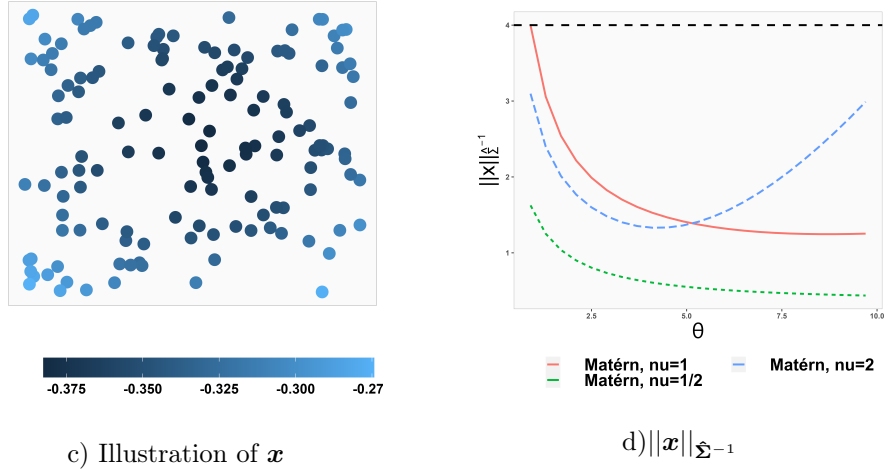 -0.375 -0.350 -0.325 -0.300 -0.27
c) Illustration of x
4
3
2
1
||x||Σ̂⁻¹
2.5 5.0 7.5 10.0
θ
Matérn, nu=1 Matérn, nu=2
Matérn, nu=1/2
d)||x||Σ̂⁻¹